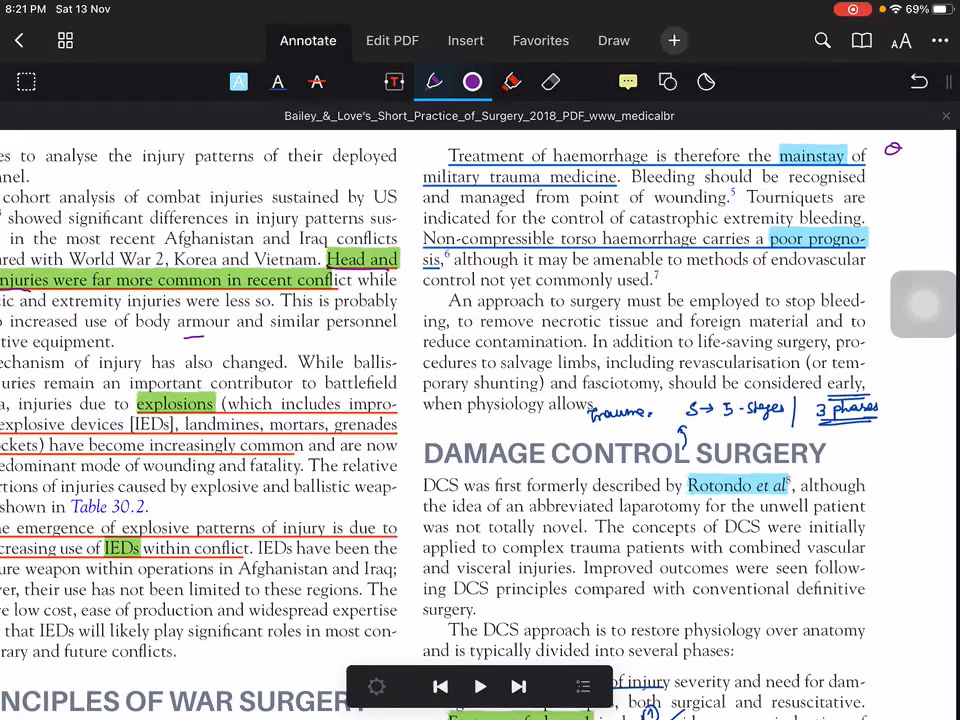 8:21 PM Sat 13 Nov
69%
Annotate Edit PDF Insert Favorites Draw
Bailey_&_Love's_Short_Practice_of_Surgery_2018_PDF_www_medicalbr
es to analyse the injury patterns of their deployed
nel.
cohort analysis of combat injuries sustained by US
showed significant differences in injury patterns sus-
in the most recent Afghanistan and Iraq conflicts
red with World War 2, Korea and Vietnam. Head and
njuries were far more common in recent conflict while
ic and extremity injuries were less so. This is probably
o increased use of body armour and similar personnel
tive equipment.
echanism of injury has also changed. While ballis-
uries remain an important contributor to battlefield
a, injuries due to explosions (which includes impro-
explosive devices [IEDs], landmines, mortars, grenades
ockets) have become increasingly common and are now
edominant mode of wounding and fatality. The relative
rtions of injuries caused by explosive and ballistic weap-
shown in Table 30.2.
e emergence of explosive patterns of injury is due to
creasing use of IEDs within conflict. IEDs have been the
ure weapon within operations in Afghanistan and Iraq;
ver, their use has not been limited to these regions. The
e low cost, ease of production and widespread expertise
that IEDs will likely play significant roles in most con-
rary and future conflicts.
NCIPLES OF WAR SURGERY
Treatment of haemorrhage is therefore the mainstay of
military trauma medicine. Bleeding should be recognised
and managed from point of wounding.5 Tourniquets are
indicated for the control of catastrophic extremity bleeding.
Non-compressible torso haemorrhage carries a poor progno-
sis,6 although it may be amenable to methods of endovascular
control not yet commonly used.7
An approach to surgery must be employed to stop bleed-
ing, to remove necrotic tissue and foreign material and to
reduce contamination. In addition to life-saving surgery, pro-
cedures to salvage limbs, including revascularisation (or tem-
porary shunting) and fasciotomy, should be considered early,
when physiology allows.
Trauma. S → 5-stages | 3 phases
DAMAGE CONTROL SURGERY
DCS was first formerly described by Rotondo et al8, although
the idea of an abbreviated laparotomy for the unwell patient
was not totally novel. The concepts of DCS were initially
applied to complex trauma patients with combined vascular
and visceral injuries. Improved outcomes were seen follow-
ing DCS principles compared with conventional definitive
surgery.
The DCS approach is to restore physiology over anatomy
and is typically divided into several phases:
of injury severity and need for dam-
both surgical and resuscitative.